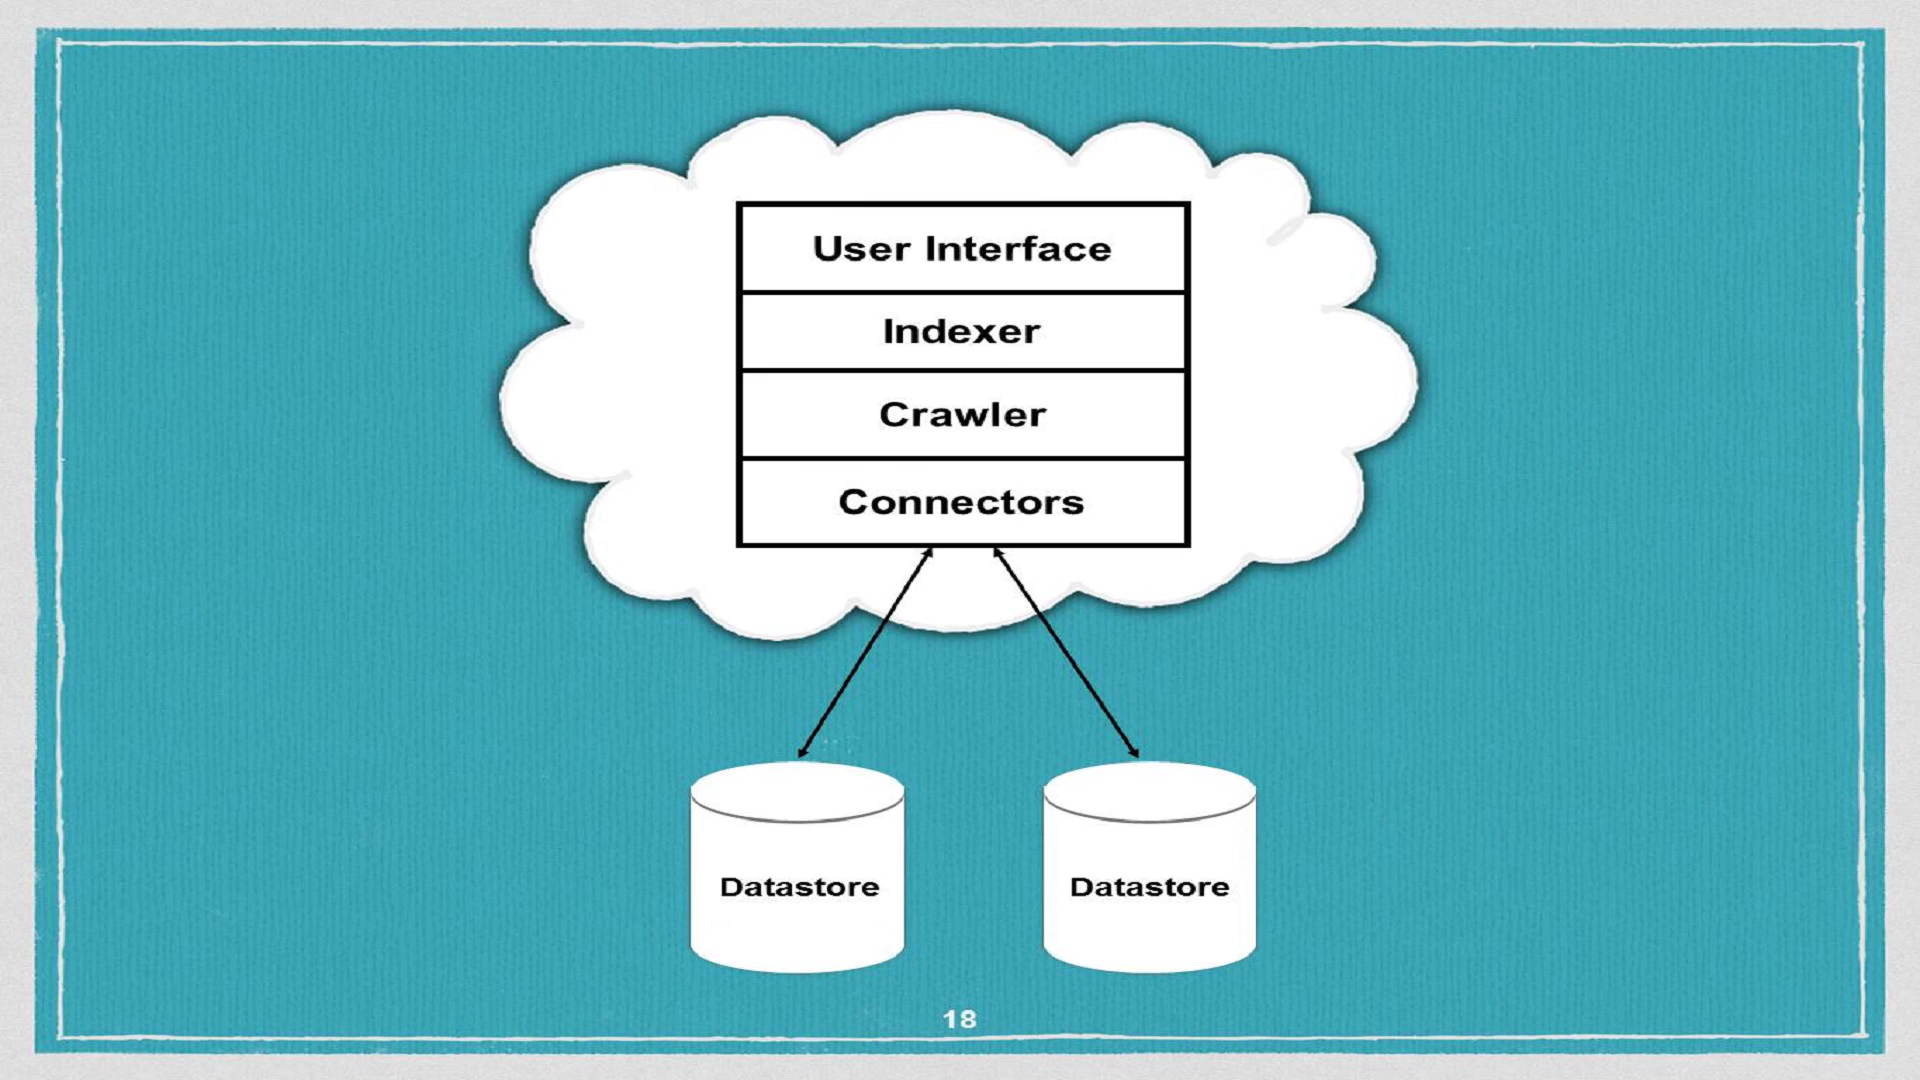 User Interface
Indexer
Crawler
Connectors
Datastore
Datastore
18